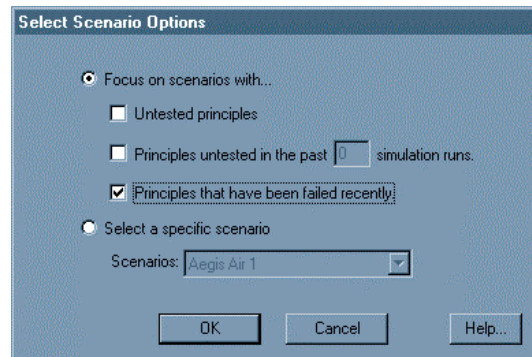 Select Scenario Options
Focus on scenarios with...
Untested principles
Principles untested in the past 0 simulation runs.
Principles that have been failed recently
Select a specific scenario
Scenarios: Aegis Air 1
OK Cancel Help...